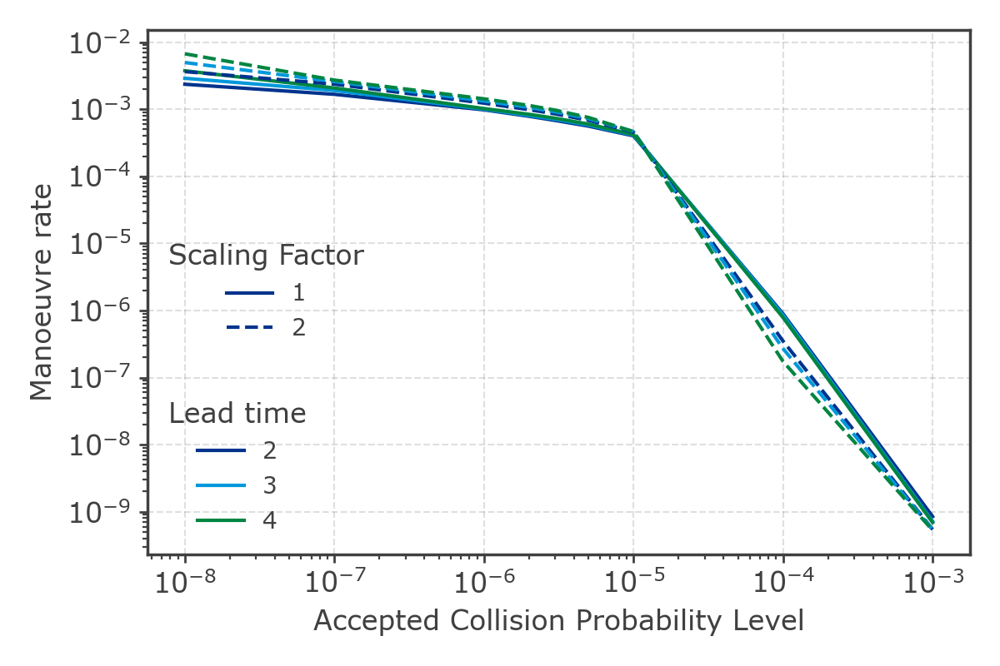 10⁻²
10⁻³
10⁻⁴
10⁻⁵
10⁻⁶
10⁻⁷
10⁻⁸
10⁻⁹
Manoeuvre rate
Scaling Factor
1
2
Lead time
2
3
4
10⁻⁸ 10⁻⁷ 10⁻⁶ 10⁻⁵ 10⁻⁴ 10⁻³
Accepted Collision Probability Level